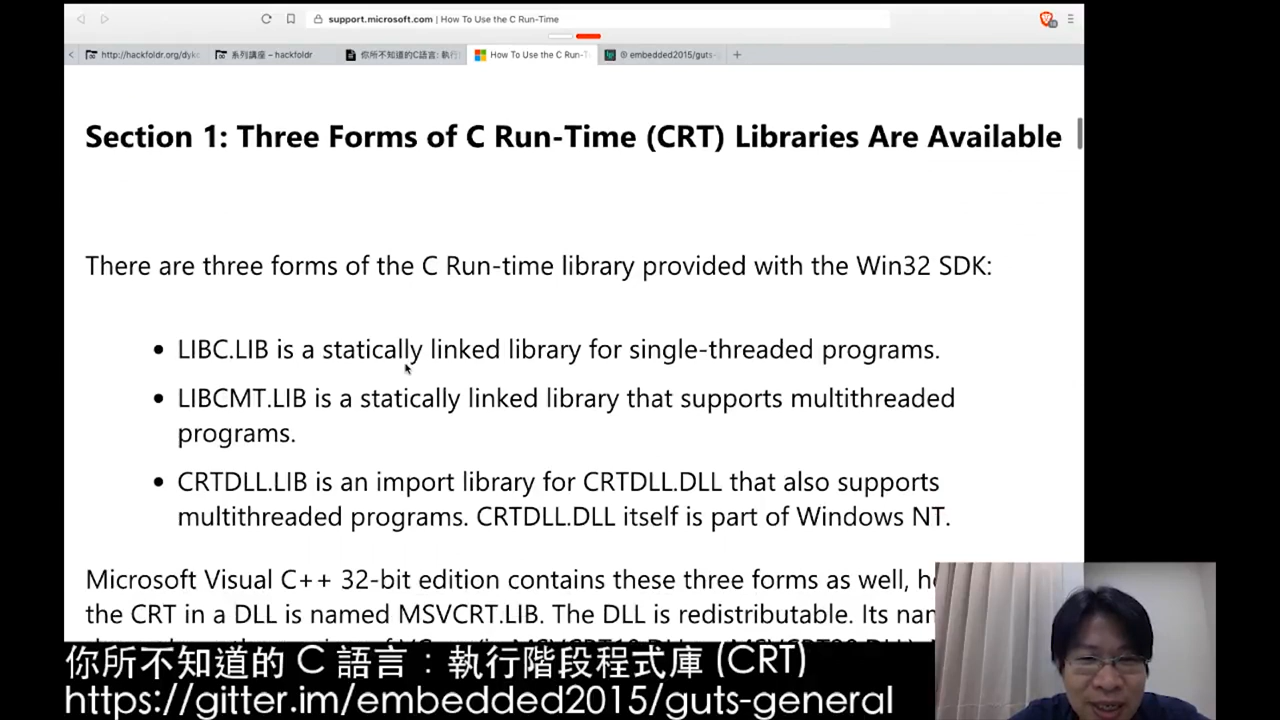 support.microsoft.com | How To Use the C Run-Time
http://hackfoldr.org/dykc
系列講座 – hackfoldr
你所不知道的C語言: 執行
How To Use the C Run-T
embedded2015/guts-g
Section 1: Three Forms of C Run-Time (CRT) Libraries Are Available
There are three forms of the C Run-time library provided with the Win32 SDK:
• LIBC.LIB is a statically linked library for single-threaded programs.
• LIBCMT.LIB is a statically linked library that supports multithreaded
programs.
• CRTDLL.LIB is an import library for CRTDLL.DLL that also supports
multithreaded programs. CRTDLL.DLL itself is part of Windows NT.
Microsoft Visual C++ 32-bit edition contains these three forms as well, h
the CRT in a DLL is named MSVCRT.LIB. The DLL is redistributable. Its nam
你所不知道的 C 語言：執行階段程式庫 (CRT)
https://gitter.im/embedded2015/guts-general